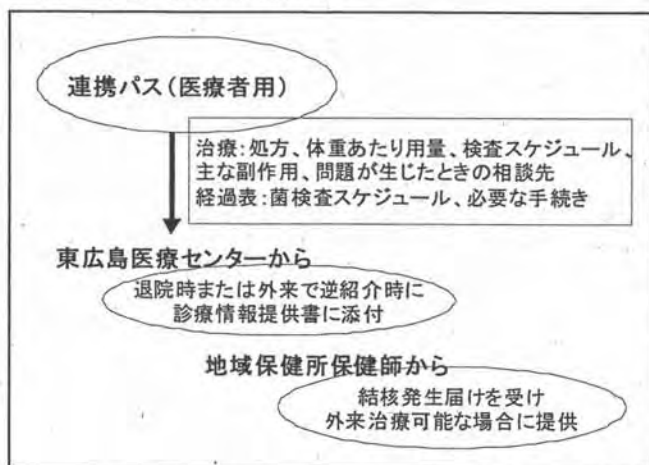 連携パス(医療者用)
治療:処方、体重あたり用量、検査スケジュール、
主な副作用、問題が生じたときの相談先
経過表:菌検査スケジュール、必要な手続き
東広島医療センターから
退院時または外来で逆紹介時に
診療情報提供書に添付
地域保健所保健師から
結核発生届けを受け
外来治療可能な場合に提供